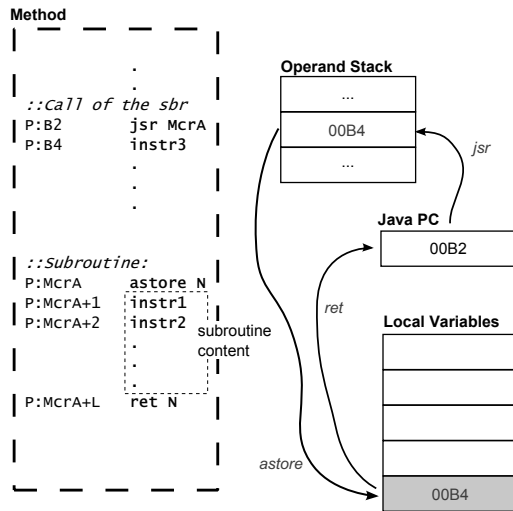 Method
.
.
::Call of the sbr
P:B2 jsr McrA
P:B4 instr3
.
.
.
.
::Subroutine:
P:McrA astore N
P:McrA+1 instr1
P:McrA+2 instr2
.
.
.
subroutine
content
P:McrA+L ret N
Operand Stack
...
00B4
...
jsr
Java PC
00B2
ret
astore
Local Variables
00B4